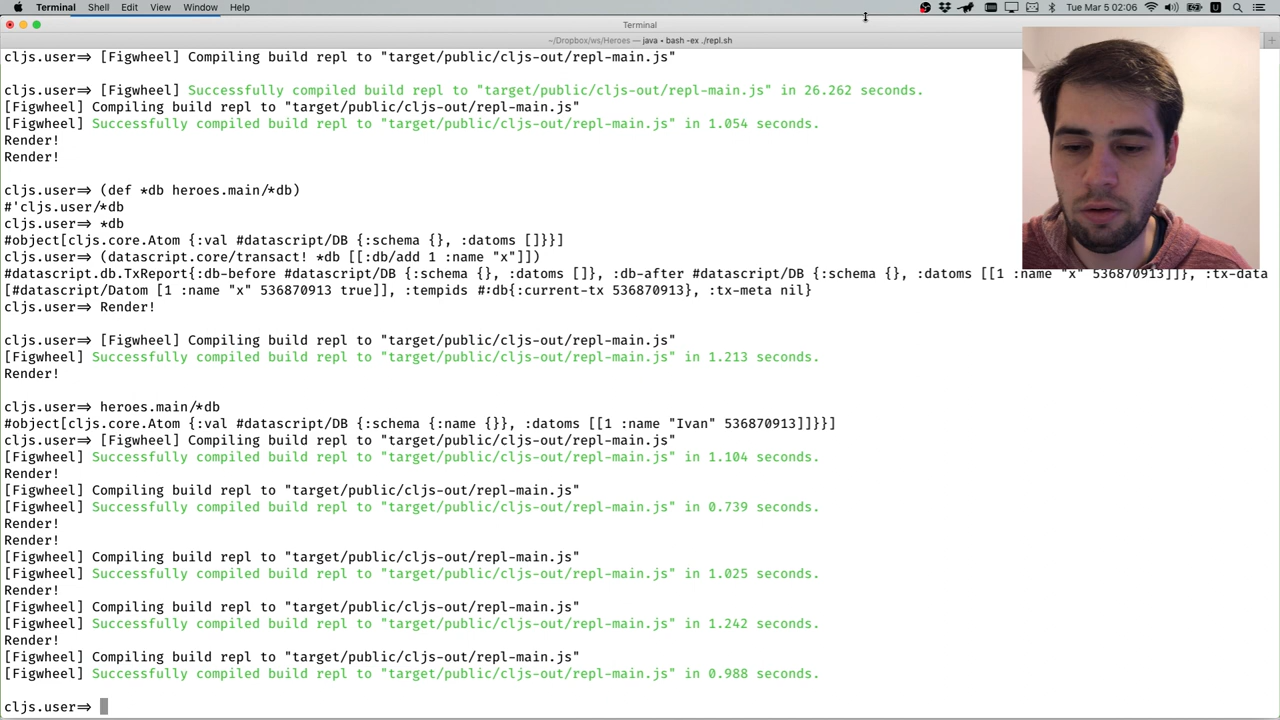 Terminal Shell Edit View Window Help Tue Mar 5 02:06 U
Terminal
~/Dropbox/ws/Heroes — java • bash -ex ./repl.sh
cljs.user=> [Figwheel] Compiling build repl to "target/public/cljs-out/repl-main.js"
cljs.user=> [Figwheel] Successfully compiled build repl to "target/public/cljs-out/repl-main.js" in 26.262 seconds.
[Figwheel] Compiling build repl to "target/public/cljs-out/repl-main.js"
[Figwheel] Successfully compiled build repl to "target/public/cljs-out/repl-main.js" in 1.054 seconds.
Render!
Render!
cljs.user=> (def *db heroes.main/*db)
#'cljs.user/*db
cljs.user=> *db
#object[cljs.core.Atom {:val #datascript/DB {:schema {}, :datoms []}}]
cljs.user=> (datascript.core/transact! *db [[:db/add 1 :name "x"]])
#datascript.db.TxReport{:db-before #datascript/DB {:schema {}, :datoms []}, :db-after #datascript/DB {:schema {}, :datoms [[1 :name "x" 536870913]]}, :tx-data
[#datascript/Datom [1 :name "x" 536870913 true]], :tempids #:db{:current-tx 536870913}, :tx-meta nil}
cljs.user=> Render!
cljs.user=> [Figwheel] Compiling build repl to "target/public/cljs-out/repl-main.js"
[Figwheel] Successfully compiled build repl to "target/public/cljs-out/repl-main.js" in 1.213 seconds.
Render!
cljs.user=> heroes.main/*db
#object[cljs.core.Atom {:val #datascript/DB {:schema {:name {}}, :datoms [[1 :name "Ivan" 536870913]]}}]
cljs.user=> [Figwheel] Compiling build repl to "target/public/cljs-out/repl-main.js"
[Figwheel] Successfully compiled build repl to "target/public/cljs-out/repl-main.js" in 1.104 seconds.
Render!
[Figwheel] Compiling build repl to "target/public/cljs-out/repl-main.js"
[Figwheel] Successfully compiled build repl to "target/public/cljs-out/repl-main.js" in 0.739 seconds.
Render!
Render!
[Figwheel] Compiling build repl to "target/public/cljs-out/repl-main.js"
[Figwheel] Successfully compiled build repl to "target/public/cljs-out/repl-main.js" in 1.025 seconds.
Render!
[Figwheel] Compiling build repl to "target/public/cljs-out/repl-main.js"
[Figwheel] Successfully compiled build repl to "target/public/cljs-out/repl-main.js" in 1.242 seconds.
Render!
[Figwheel] Compiling build repl to "target/public/cljs-out/repl-main.js"
[Figwheel] Successfully compiled build repl to "target/public/cljs-out/repl-main.js" in 0.988 seconds.
cljs.user=>